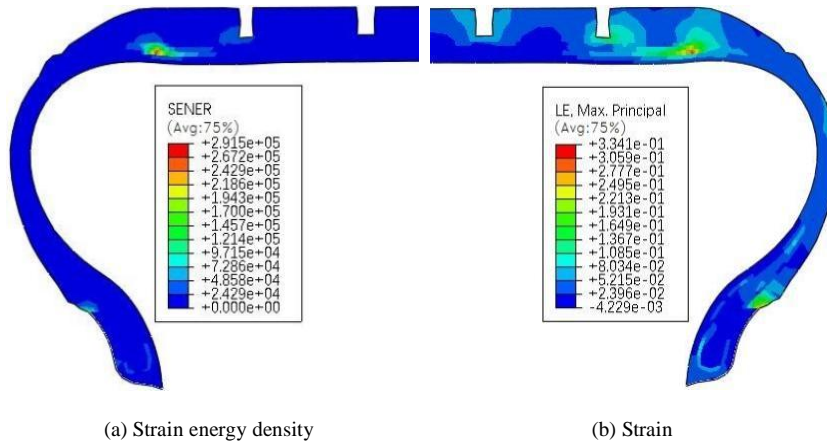 SENER
(Avg:75%)
+2.915e+05
+2.672e+05
+2.429e+05
+2.186e+05
+1.943e+05
+1.700e+05
+1.457e+05
+1.214e+05
+9.715e+04
+7.286e+04
+4.858e+04
+2.429e+04
+0.000e+00
LE, Max. Principal
(Avg:75%)
+3.341e-01
+3.059e-01
+2.777e-01
+2.495e-01
+2.213e-01
+1.931e-01
+1.649e-01
+1.367e-01
+1.085e-01
+8.034e-02
+5.215e-02
+2.396e-02
-4.229e-03
(a) Strain energy density
(b) Strain